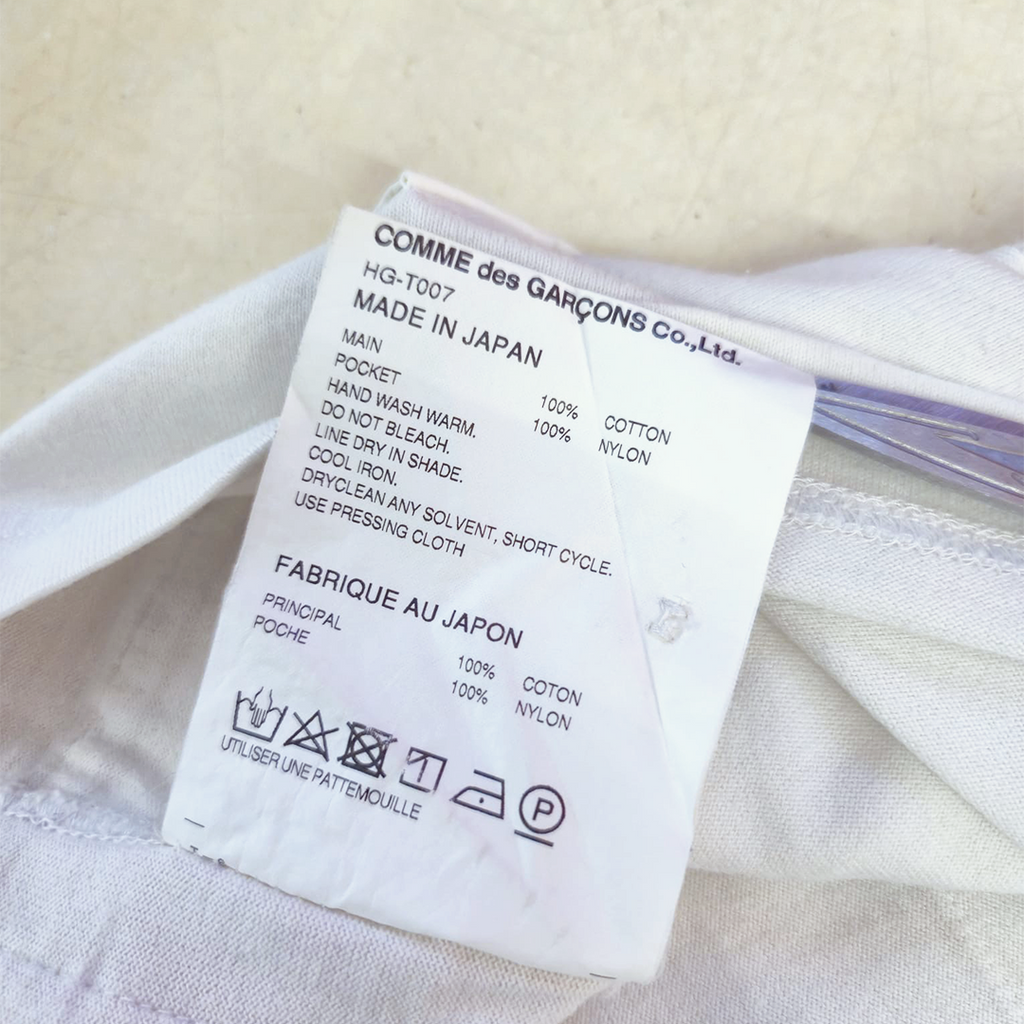 COMME des GARÇONS Co.,Ltd.
HG-T007
MADE IN JAPAN
MAIN 100% COTTON
POCKET 100% NYLON
HAND WASH WARM.
DO NOT BLEACH.
LINE DRY IN SHADE.
COOL IRON.
DRYCLEAN ANY SOLVENT, SHORT CYCLE.
USE PRESSING CLOTH
FABRIQUE AU JAPON
PRINCIPAL 100% COTON
POCHE 100% NYLON
P
UTILISER UNE PATTEMOUILLE